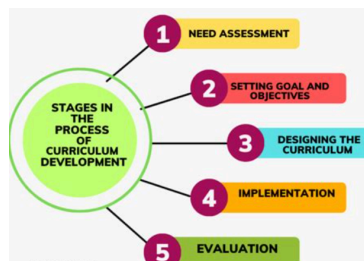 STAGES IN
THE
PROCESS
OF
CURRICULUM
DEVELOPMENT
1 NEED ASSESSMENT
2 SETTING GOAL AND
OBJECTIVES
3 DESIGNING THE
CURRICULUM
4 IMPLEMENTATION
5 EVALUATION